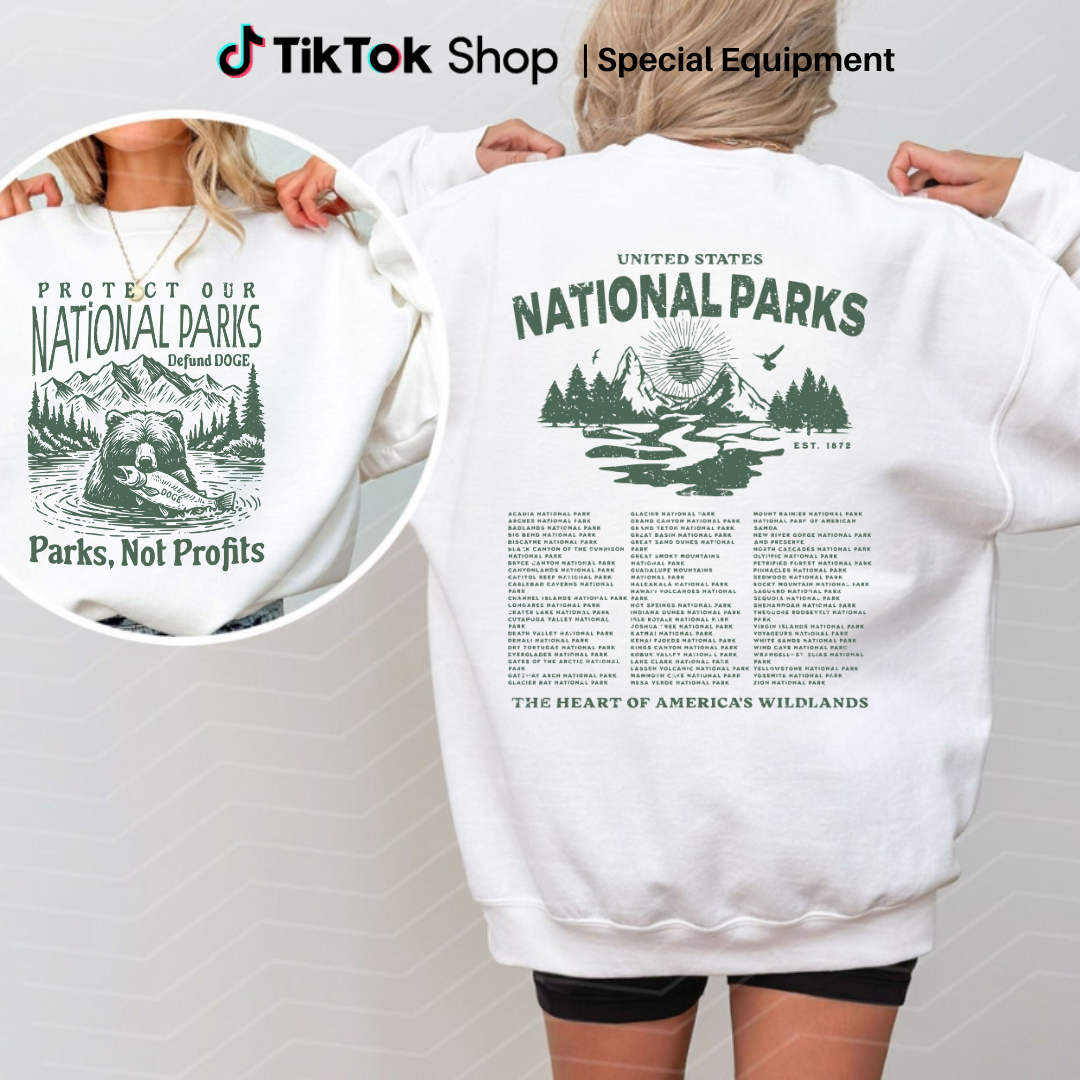 TikTok Shop | Special Equipment
PROTECT OUR
NATiONAL PARKS
Defund DOGE
DOGE
Parks, Not Profits
UNITED STATES
NATIONAL PARKS
EST. 1872
ACADIA NATIONAL PARK
ARCHES NATIONAL PARK
BADLANDS NATIONAL PARK
BIG BEND NATIONAL PARK
BISCAYNE NATIONAL PARK
BLACK CANYON OF THE GUNNISON
NATIONAL PARK
BRYCE CANYON NATIONAL PARK
CANYONLANDS NATIONAL PARK
CAPITOL REEF NATIONAL PARK
CARLSBAD CAVERNS NATIONAL
PARK
CHANNEL ISLANDS NATIONAL PARK
CONGAREE NATIONAL PARK
CRATER LAKE NATIONAL PARK
CUYAHOGA VALLEY NATIONAL
PARK
DEATH VALLEY NATIONAL PARK
DENALI NATIONAL PARK
DRY TORTUGAS NATIONAL PARK
EVERGLADES NATIONAL PARK
GATES OF THE ARCTIC NATIONAL
PARK
GATEWAY ARCH NATIONAL PARK
GLACIER BAY NATIONAL PARK
GLACIER NATIONAL PARK
GRAND CANYON NATIONAL PARK
GRAND TETON NATIONAL PARK
GREAT BASIN NATIONAL PARK
GREAT SAND DUNES NATIONAL
PARK
GREAT SMOKY MOUNTAINS
NATIONAL PARK
GUADALUPE MOUNTAINS
NATIONAL PARK
HALEAKALA NATIONAL PARK
HAWAI'I VOLCANOES NATIONAL
PARK
HOT SPRINGS NATIONAL PARK
INDIANA DUNES NATIONAL PARK
ISLE ROYALE NATIONAL PARK
JOSHUA TREE NATIONAL PARK
KATMAI NATIONAL PARK
KENAI FJORDS NATIONAL PARK
KINGS CANYON NATIONAL PARK
KOBUK VALLEY NATIONAL PARK
LAKE CLARK NATIONAL PARK
LASSEN VOLCANIC NATIONAL PARK
MAMMOTH CAVE NATIONAL PARK
MESA VERDE NATIONAL PARK
MOUNT RAINIER NATIONAL PARK
NATIONAL PARK OF AMERICAN
SAMOA
NEW RIVER GORGE NATIONAL PARK
AND PRESERVE
NORTH CASCADES NATIONAL PARK
OLYMPIC NATIONAL PARK
PETRIFIED FOREST NATIONAL PARK
PINNACLES NATIONAL PARK
REDWOOD NATIONAL PARK
ROCKY MOUNTAIN NATIONAL PARK
SAGUARO NATIONAL PARK
SEQUOIA NATIONAL PARK
SHENANDOAH NATIONAL PARK
THEODORE ROOSEVELT NATIONAL
PARK
VIRGIN ISLANDS NATIONAL PARK
VOYAGEURS NATIONAL PARK
WHITE SANDS NATIONAL PARK
WIND CAVE NATIONAL PARK
WRANGELL-ST. ELIAS NATIONAL
PARK
YELLOWSTONE NATIONAL PARK
YOSEMITE NATIONAL PARK
ZION NATIONAL PARK
THE HEART OF AMERICA'S WILDLANDS